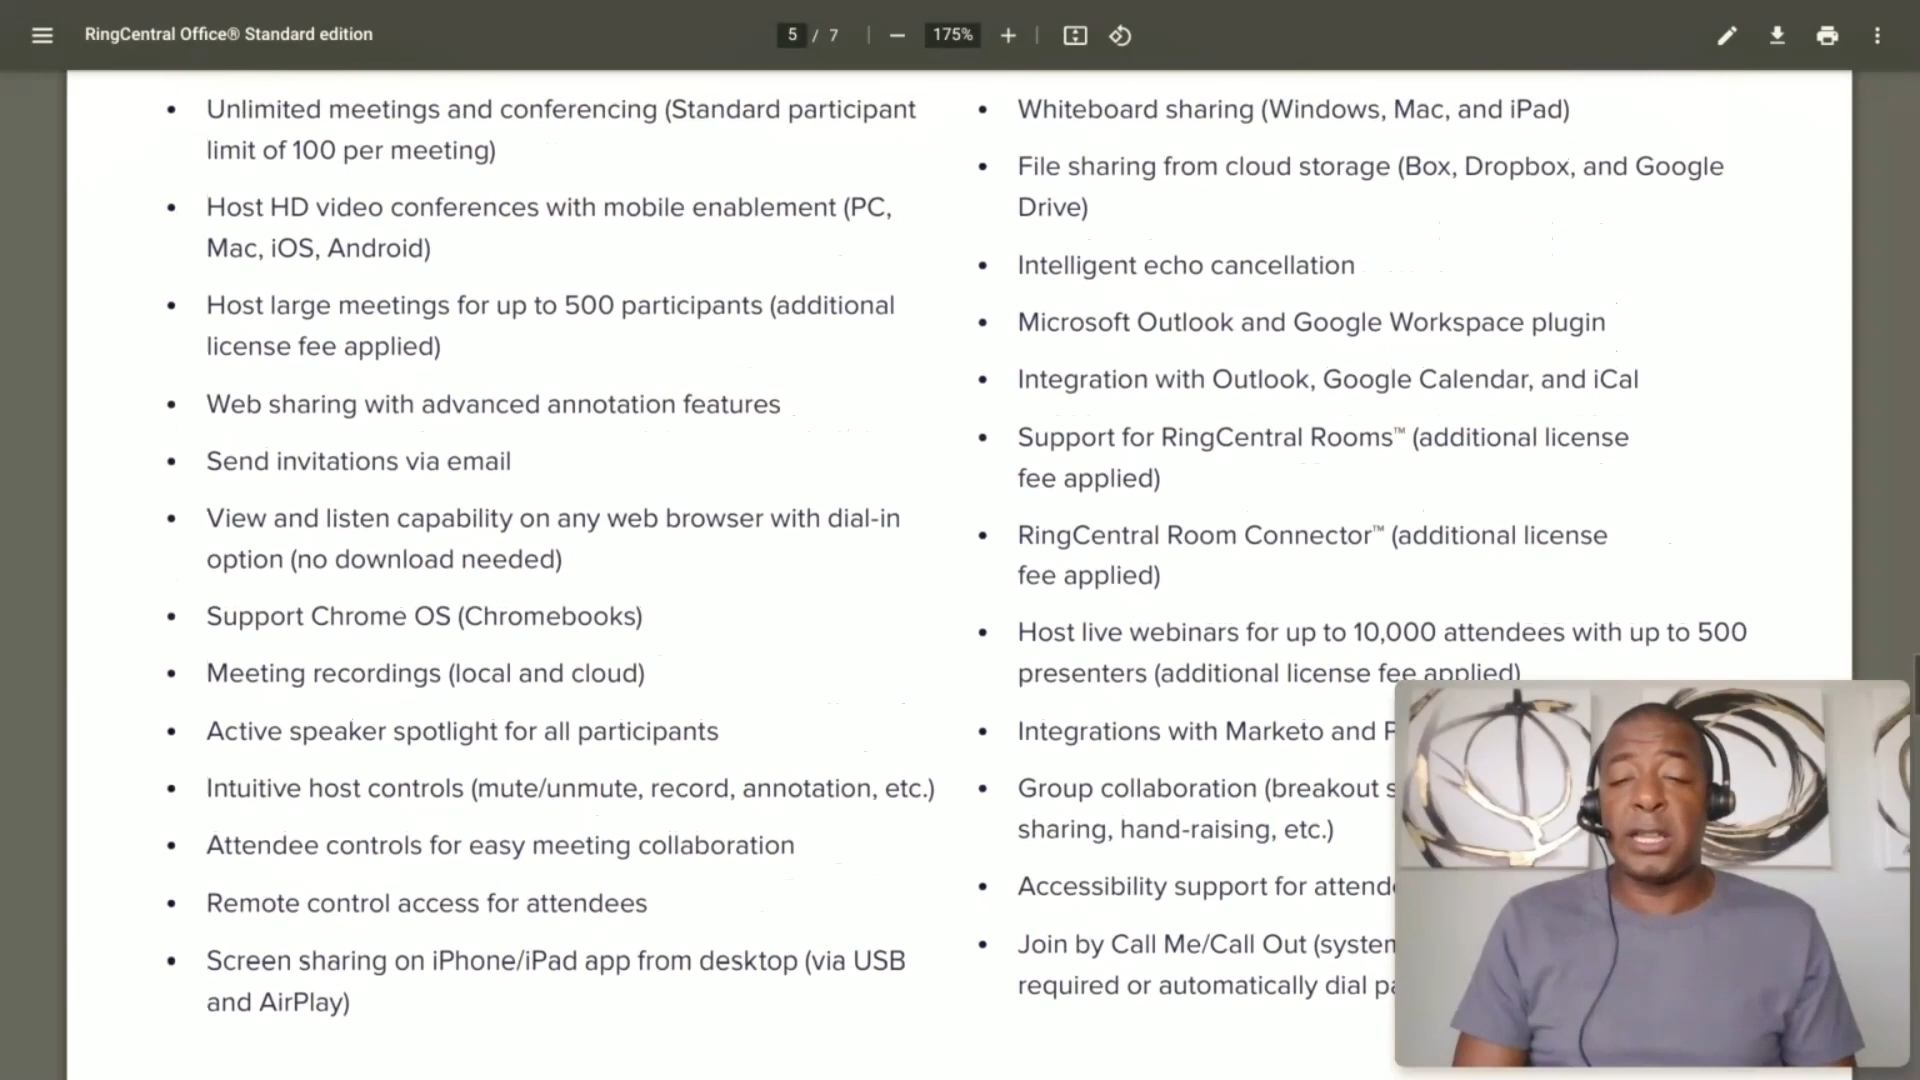 RingCentral Office® Standard edition
5 / 7
175%
• Unlimited meetings and conferencing (Standard participant
limit of 100 per meeting)
• Host HD video conferences with mobile enablement (PC,
Mac, iOS, Android)
• Host large meetings for up to 500 participants (additional
license fee applied)
• Web sharing with advanced annotation features
• Send invitations via email
• View and listen capability on any web browser with dial-in
option (no download needed)
• Support Chrome OS (Chromebooks)
• Meeting recordings (local and cloud)
• Active speaker spotlight for all participants
• Intuitive host controls (mute/unmute, record, annotation, etc.)
• Attendee controls for easy meeting collaboration
• Remote control access for attendees
• Screen sharing on iPhone/iPad app from desktop (via USB
and AirPlay)
• Whiteboard sharing (Windows, Mac, and iPad)
• File sharing from cloud storage (Box, Dropbox, and Google
Drive)
• Intelligent echo cancellation
• Microsoft Outlook and Google Workspace plugin
• Integration with Outlook, Google Calendar, and iCal
• Support for RingCentral Rooms™ (additional license
fee applied)
• RingCentral Room Connector™ (additional license
fee applied)
• Host live webinars for up to 10,000 attendees with up to 500
presenters (additional license fee applied)
• Integrations with Marketo and
• Group collaboration (breakout
sharing, hand-raising, etc.)
• Accessibility support for
• Join by Call Me/Call Out
required or automatically dial